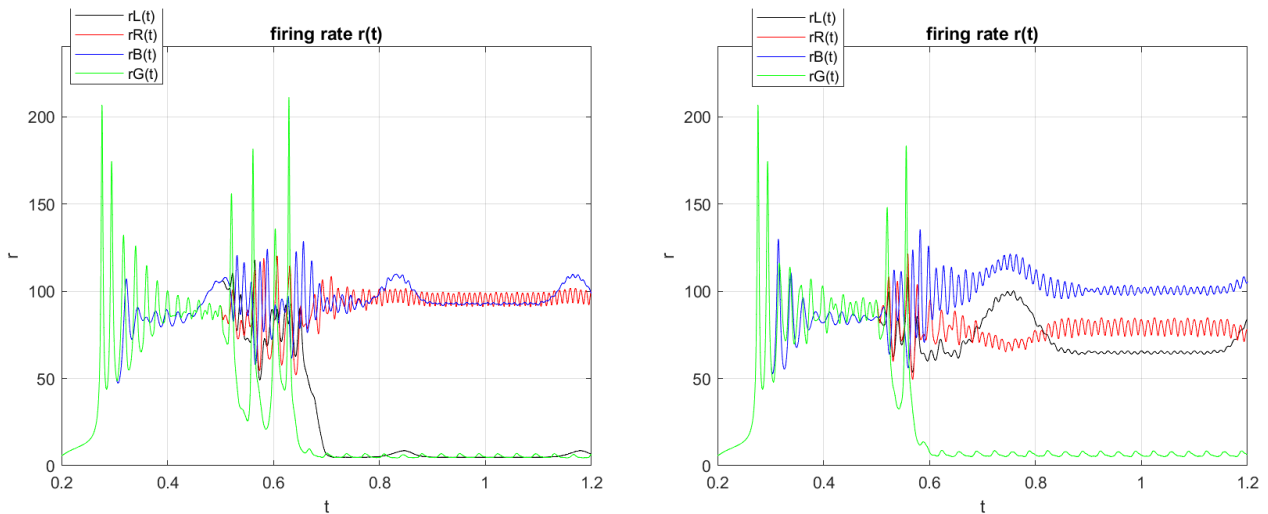 firing rate r(t)
rL(t)
rR(t)
rB(t)
rG(t)
200
150
100
50
0
r
0.2 0.4 0.6 0.8 1 1.2
t
firing rate r(t)
rL(t)
rR(t)
rB(t)
rG(t)
200
150
100
50
0
r
0.2 0.4 0.6 0.8 1 1.2
t